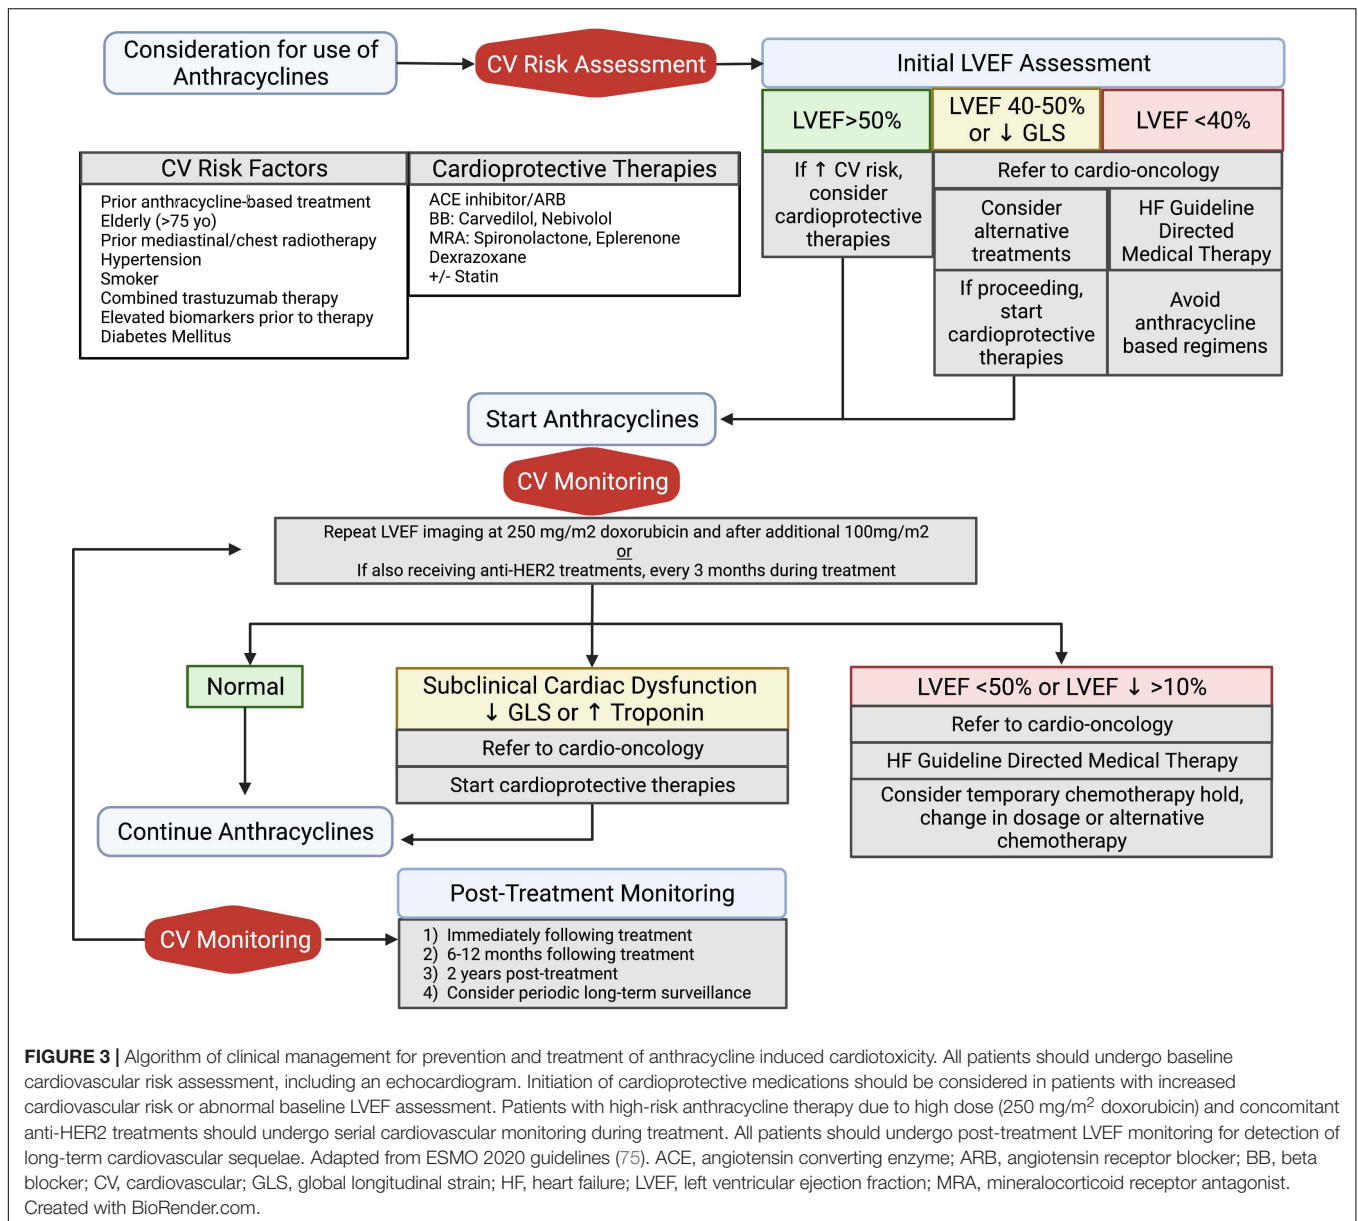 Consideration for use of
Anthracyclines
CV Risk Assessment
Initial LVEF Assessment
LVEF>50%
LVEF 40-50%
or ↓ GLS
LVEF <40%
If ↑ CV risk,
consider
cardioprotective
therapies
Refer to cardio-oncology
Consider
alternative
treatments
HF Guideline
Directed
Medical Therapy
If proceeding,
start
cardioprotective
therapies
Avoid
anthracycline
based regimens
CV Risk Factors
Prior anthracycline-based treatment
Elderly (>75 yo)
Prior mediastinal/chest radiotherapy
Hypertension
Smoker
Combined trastuzumab therapy
Elevated biomarkers prior to therapy
Diabetes Mellitus
Cardioprotective Therapies
ACE inhibitor/ARB
BB: Carvedilol, Nebivolol
MRA: Spironolactone, Eplerenone
Dexrazoxane
+/- Statin
Start Anthracyclines
CV Monitoring
Repeat LVEF imaging at 250 mg/m2 doxorubicin and after additional 100mg/m2
or
If also receiving anti-HER2 treatments, every 3 months during treatment
Normal
Continue Anthracyclines
Subclinical Cardiac Dysfunction
↓ GLS or ↑ Troponin
Refer to cardio-oncology
Start cardioprotective therapies
LVEF <50% or LVEF ↓ >10%
Refer to cardio-oncology
HF Guideline Directed Medical Therapy
Consider temporary chemotherapy hold,
change in dosage or alternative
chemotherapy
CV Monitoring
Post-Treatment Monitoring
1) Immediately following treatment
2) 6-12 months following treatment
3) 2 years post-treatment
4) Consider periodic long-term surveillance
FIGURE 3 | Algorithm of clinical management for prevention and treatment of anthracycline induced cardiotoxicity. All patients should undergo baseline
cardiovascular risk assessment, including an echocardiogram. Initiation of cardioprotective medications should be considered in patients with increased
cardiovascular risk or abnormal baseline LVEF assessment. Patients with high-risk anthracycline therapy due to high dose (250 mg/m² doxorubicin) and concomitant
anti-HER2 treatments should undergo serial cardiovascular monitoring during treatment. All patients should undergo post-treatment LVEF monitoring for detection of
long-term cardiovascular sequelae. Adapted from ESMO 2020 guidelines (75). ACE, angiotensin converting enzyme; ARB, angiotensin receptor blocker; BB, beta
blocker; CV, cardiovascular; GLS, global longitudinal strain; HF, heart failure; LVEF, left ventricular ejection fraction; MRA, mineralocorticoid receptor antagonist.
Created with BioRender.com.